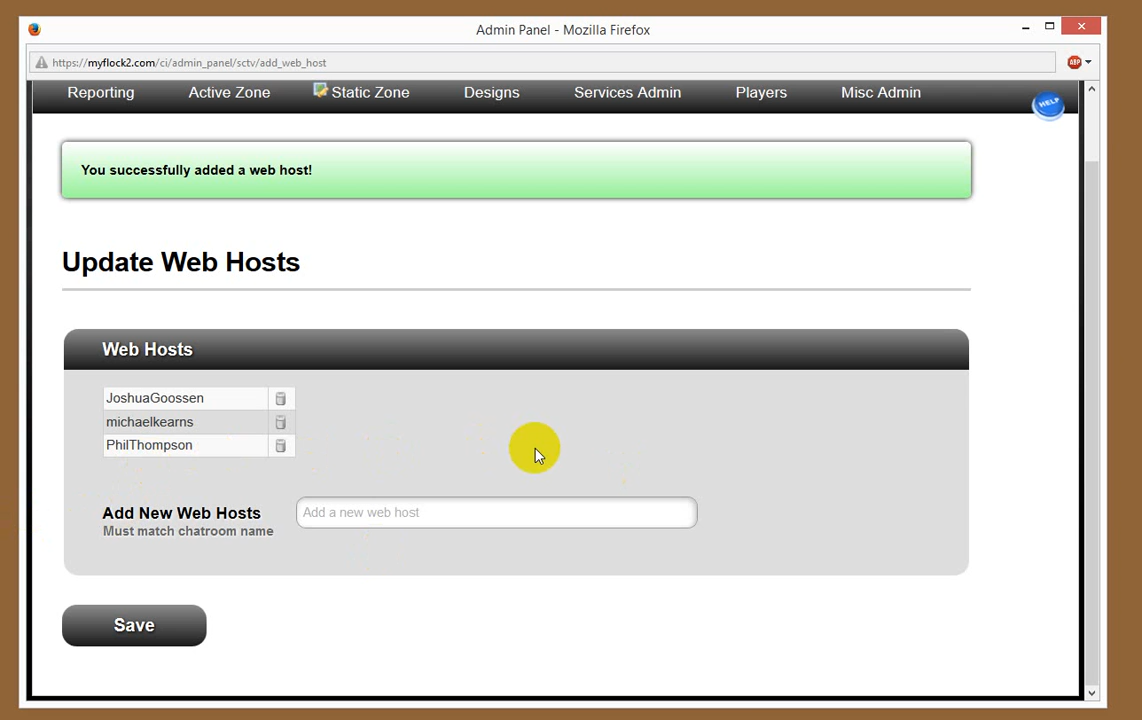 Admin Panel - Mozilla Firefox
https://myflock2.com/ci/admin_panel/sctv/add_web_host
ABP
Reporting Active Zone Static Zone Designs Services Admin Players Misc Admin
HELP
You successfully added a web host!
Update Web Hosts
Web Hosts
JoshuaGoossen
michaelkearns
PhilThompson
Add New Web Hosts Add a new web host
Must match chatroom name
Save